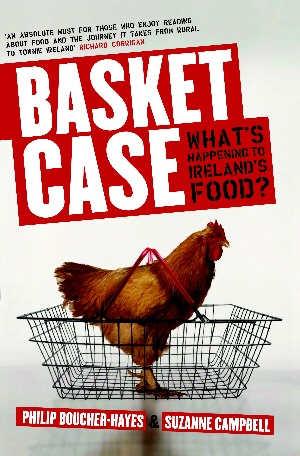 'AN ABSOLUTE MUST FOR THOSE WHO ENJOY READING
ABOUT FOOD AND THE JOURNEY IT TAKES FROM RURAL
TO TOWNIE IRELAND' RICHARD CORRIGAN
BASKET
CASE
WHAT'S
HAPPENING TO
IRELAND'S
FOOD?
PHILIP BOUCHER-HAYES & SUZANNE CAMPBELL